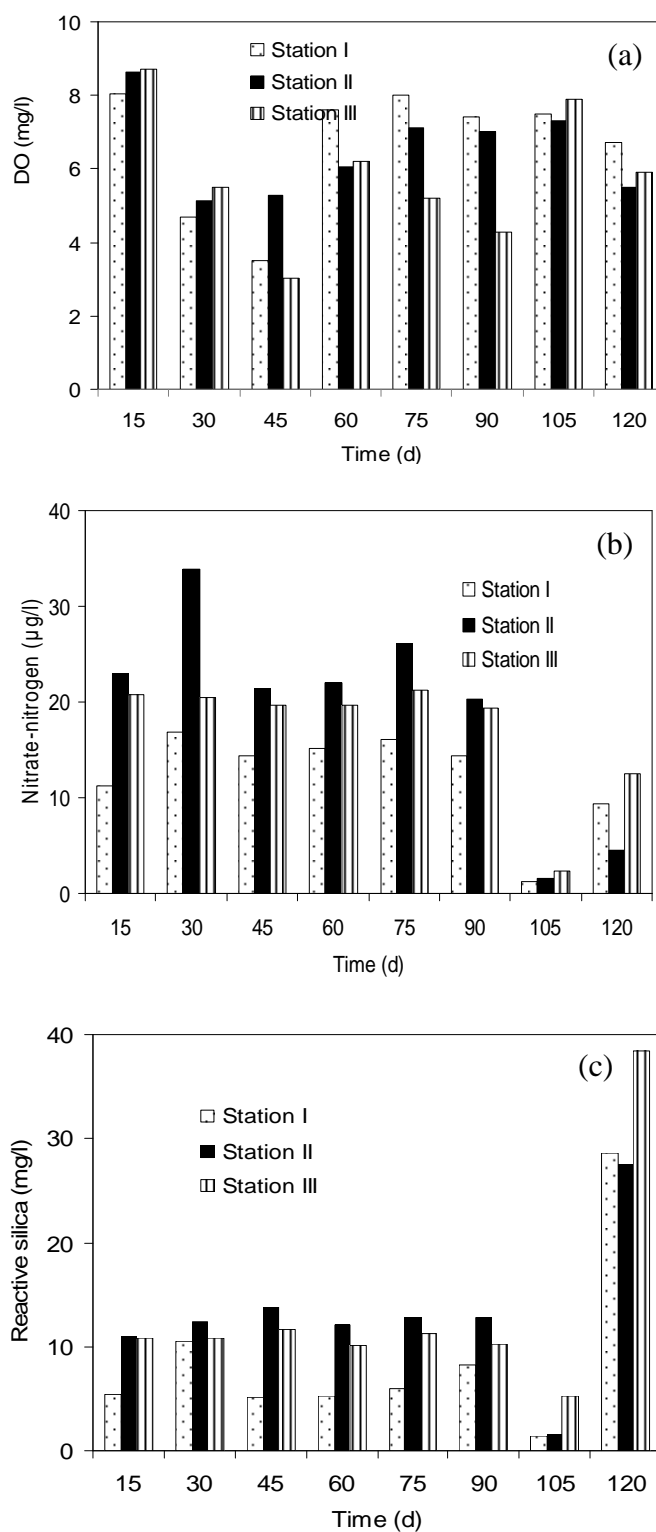 (a)
Station I
Station II
Station III
DO (mg/l)
10
8
6
4
2
0
15 30 45 60 75 90 105 120
Time (d)
(b)
Station I
Station II
Station III
Nitrate-nitrogen (µg/l)
40
30
20
10
0
15 30 45 60 75 90 105 120
Time (d)
(c)
Station I
Station II
Station III
Reactive silica (mg/l)
40
30
20
10
0
15 30 45 60 75 90 105 120
Time (d)